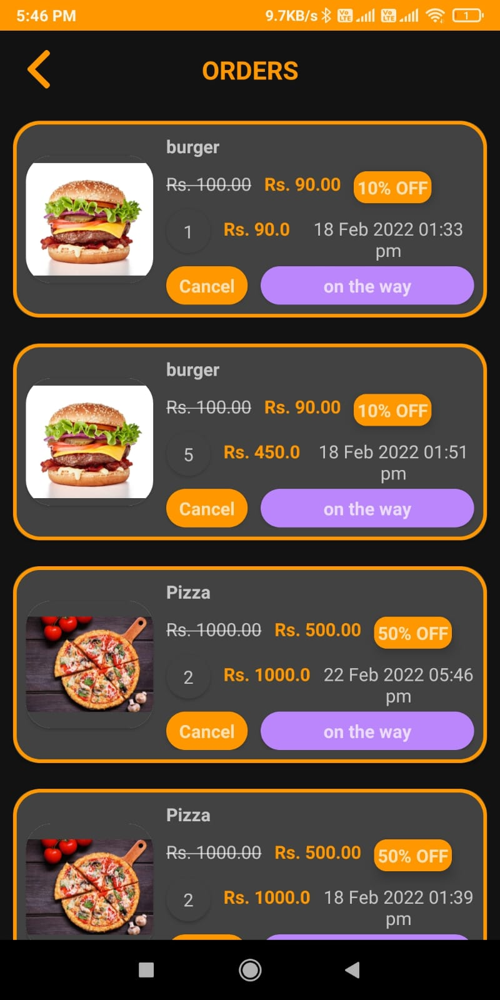 5:46 PM 9.7KB/s Vo LTE Vo LTE 1
ORDERS
burger
Rs. 100.00 Rs. 90.00 10% OFF
1 Rs. 90.0 18 Feb 2022 01:33
pm
Cancel on the way
burger
Rs. 100.00 Rs. 90.00 10% OFF
5 Rs. 450.0 18 Feb 2022 01:51
pm
Cancel on the way
Pizza
Rs. 1000.00 Rs. 500.00 50% OFF
2 Rs. 1000.0 22 Feb 2022 05:46
pm
Cancel on the way
Pizza
Rs. 1000.00 Rs. 500.00 50% OFF
2 Rs. 1000.0 18 Feb 2022 01:39
pm